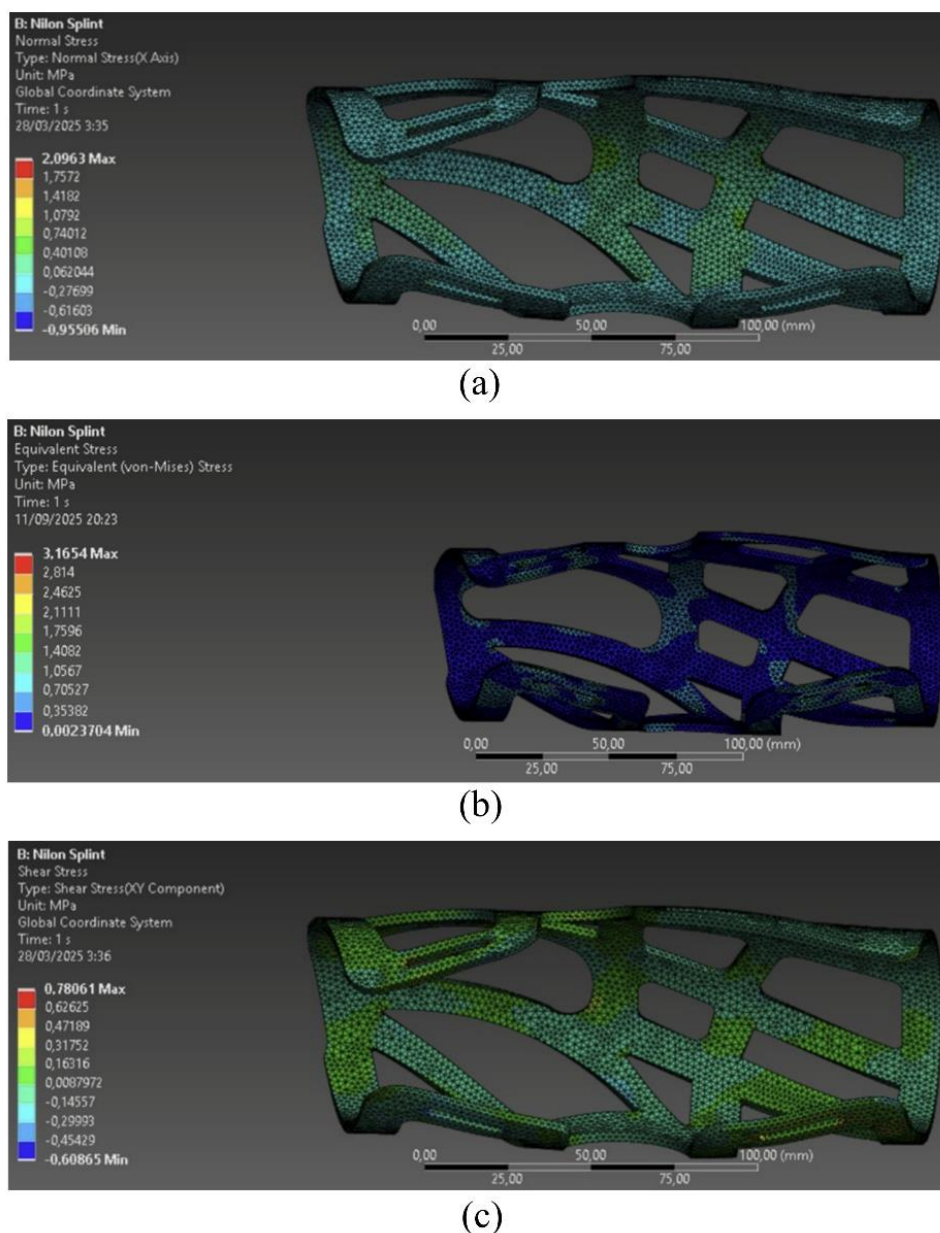 B: Nilon Splint
Normal Stress
Type: Normal Stress(X Axis)
Unit: MPa
Global Coordinate System
Time: 1 s
28/03/2025 3:35
2.0963 Max
1,7572
1,4182
1,0792
0,74012
0,40108
0,062044
-0,27699
-0,61603
-0,95506 Min
0,00 50,00 100,00 (mm)
25,00 75,00
(a)
B: Nilon Splint
Equivalent Stress
Type: Equivalent (von-Mises) Stress
Unit: MPa
Time: 1 s
11/09/2025 20:23
3,1654 Max
2,814
2,4625
2,1111
1,7596
1,4082
1,0567
0,70527
0,35382
0,0023704 Min
0,00 50,00 100,00 (mm)
25,00 75,00
(b)
B: Nilon Splint
Shear Stress
Type: Shear Stress(XY Component)
Unit: MPa
Global Coordinate System
Time: 1 s
28/03/2025 3:36
0.78061 Max
0,62625
0,47189
0,31752
0,16316
0,0087972
-0,14557
-0,29993
-0,45429
-0,60865 Min
0,00 50,00 100,00 (mm)
25,00 75,00
(c)